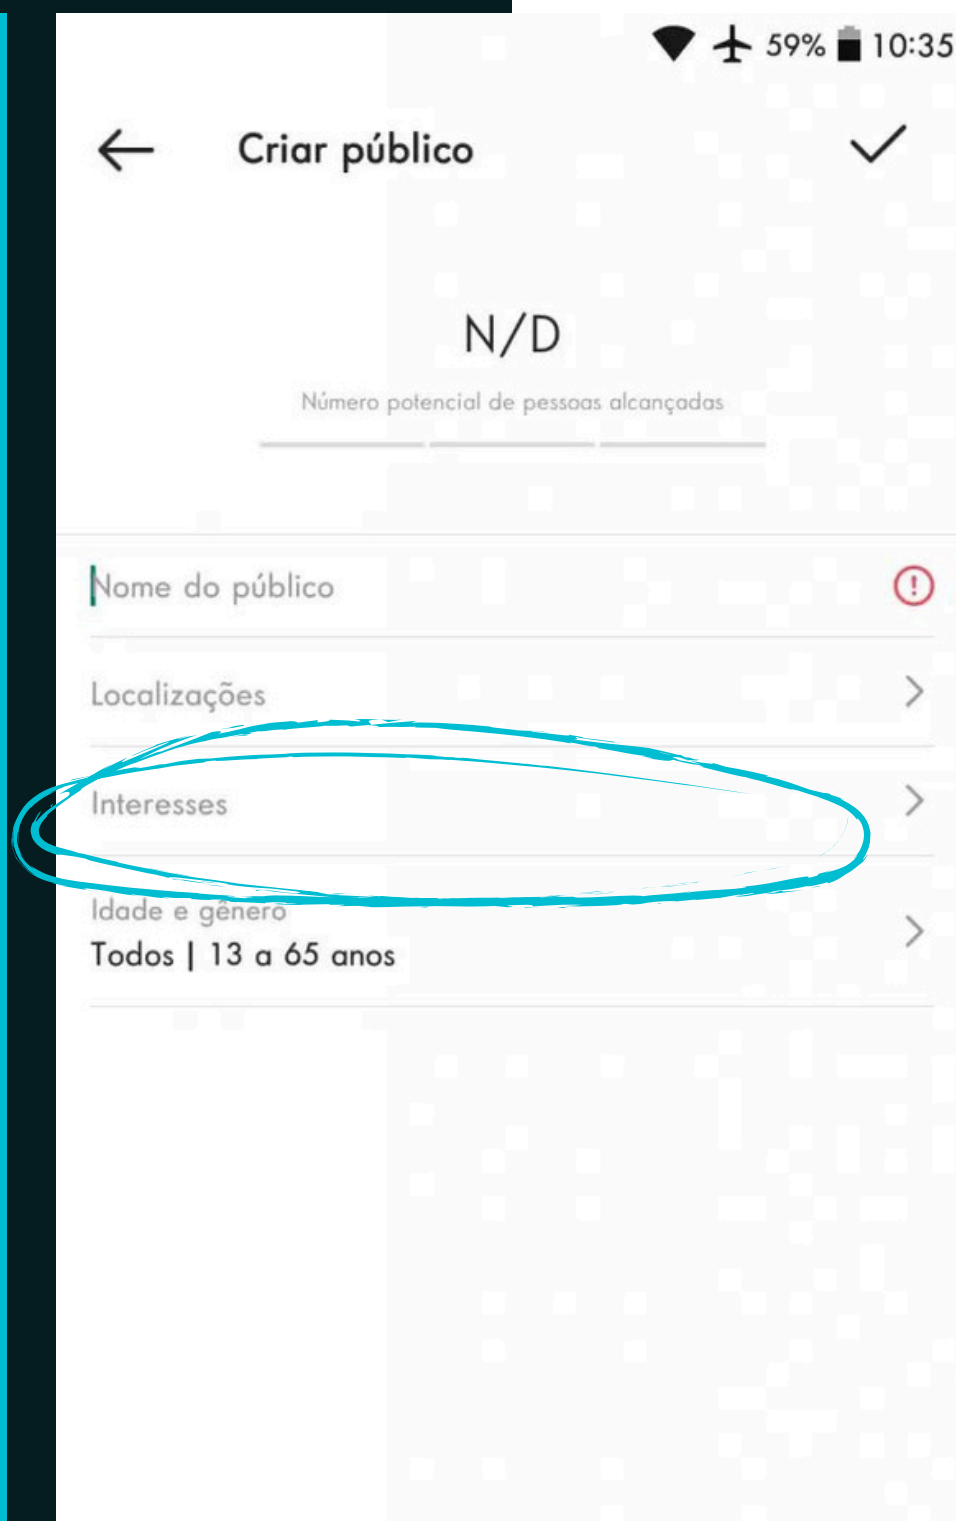 59% 10:35
Criar público
N/D
Número potencial de pessoas alcançadas
Nome do público
Localizações
Interesses
Idade e gênero
Todos | 13 a 65 anos